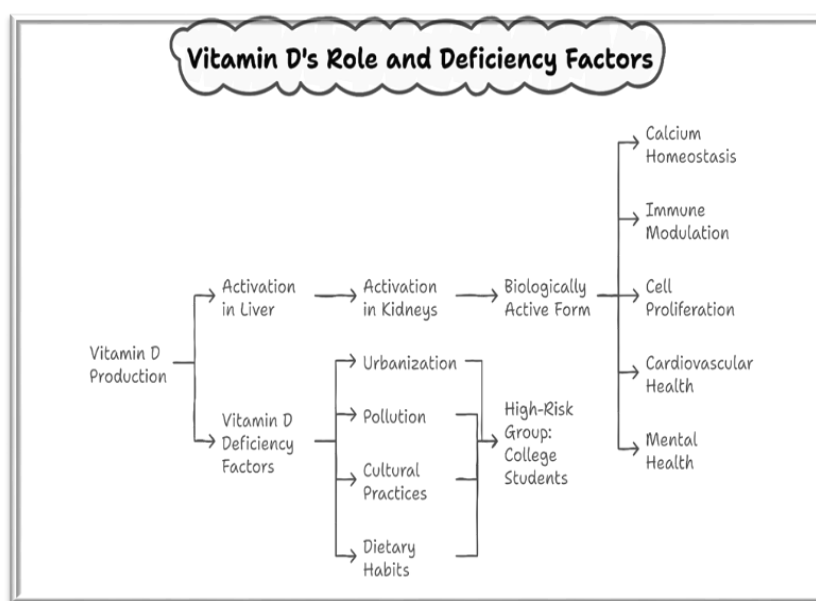 Vitamin D's Role and Deficiency Factors
Vitamin D
Production
Activation
in Liver
Activation
in Kidneys
Biologically
Active Form
Calcium
Homeostasis
Immune
Modulation
Cell
Proliferation
Cardiovascular
Health
Mental
Health
Vitamin D
Deficiency
Factors
Urbanization
Pollution
Cultural
Practices
Dietary
Habits
High-Risk
Group:
College
Students